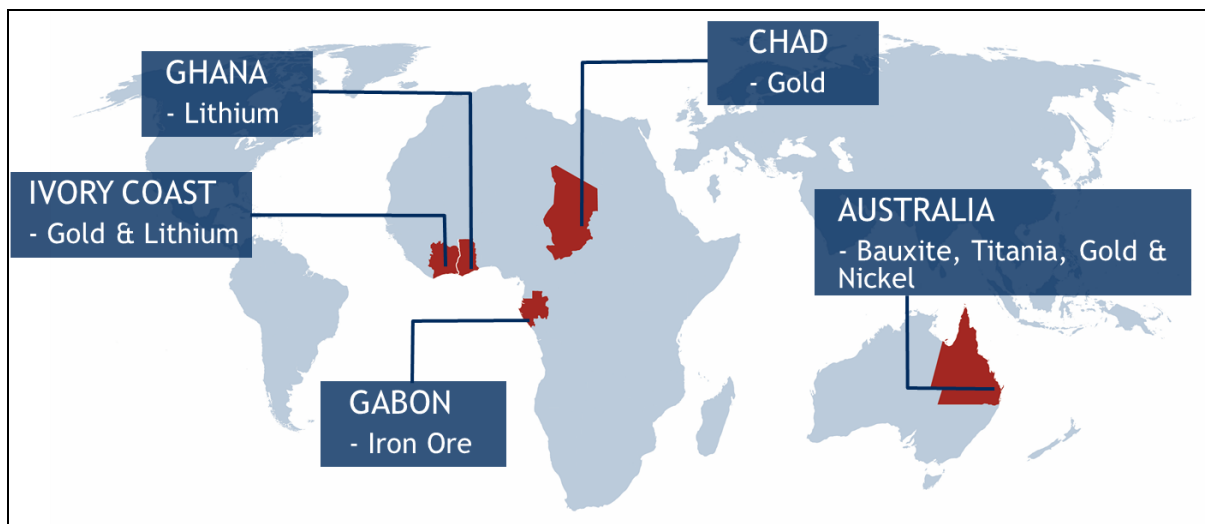 CHAD
- Gold
GHANA
- Lithium
IVORY COAST
- Gold & Lithium
AUSTRALIA
- Bauxite, Titania, Gold &
Nickel
GABON
- Iron Ore